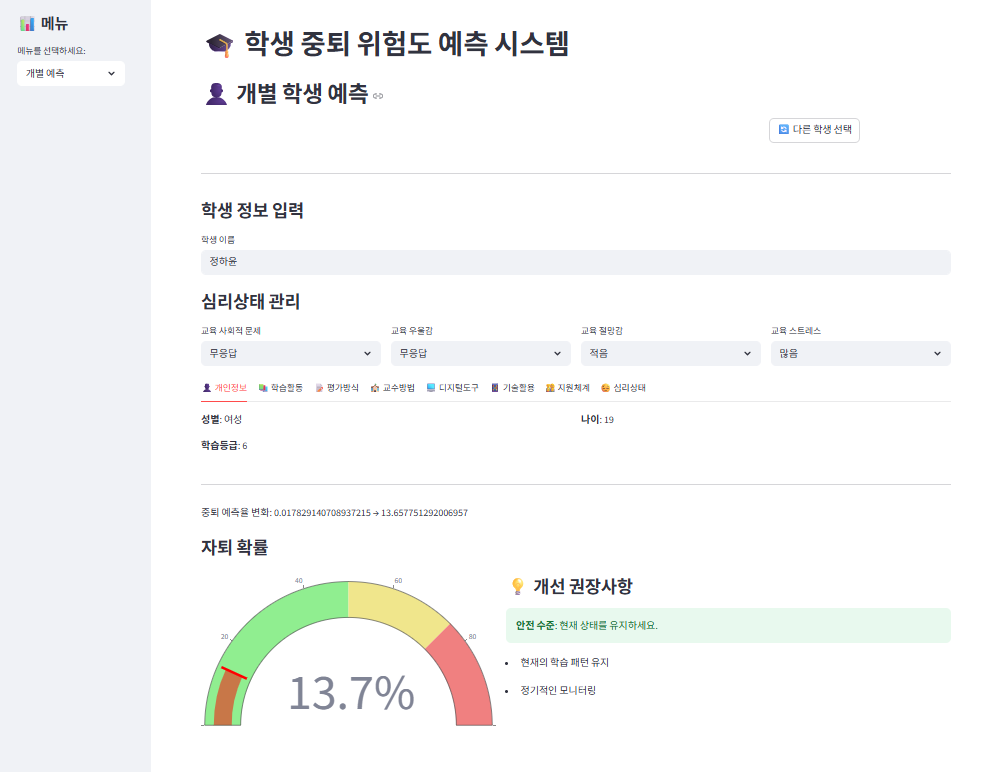 메뉴
메뉴를 선택하세요:
개별 예측
학생 중퇴 위험도 예측 시스템
개별 학생 예측
다른 학생 선택
학생 정보 입력
학생 이름
정하윤
심리상태 관리
교육 사회적 문제 교육 우울감 교육 절망감 교육 스트레스
무응답 무응답 적음 많음
개인정보 학습활동 평가방식 교수방법 디지털도구 기술활용 지원체계 심리상태
성별: 여성 나이: 19
학습등급: 6
중퇴 예측율 변화: 0.017829140708937215 → 13.657751292006957
자퇴 확률
20
40
60
80
13.7%
개선 권장사항
안전 수준: 현재 상태를 유지하세요.
• 현재의 학습 패턴 유지
• 정기적인 모니터링